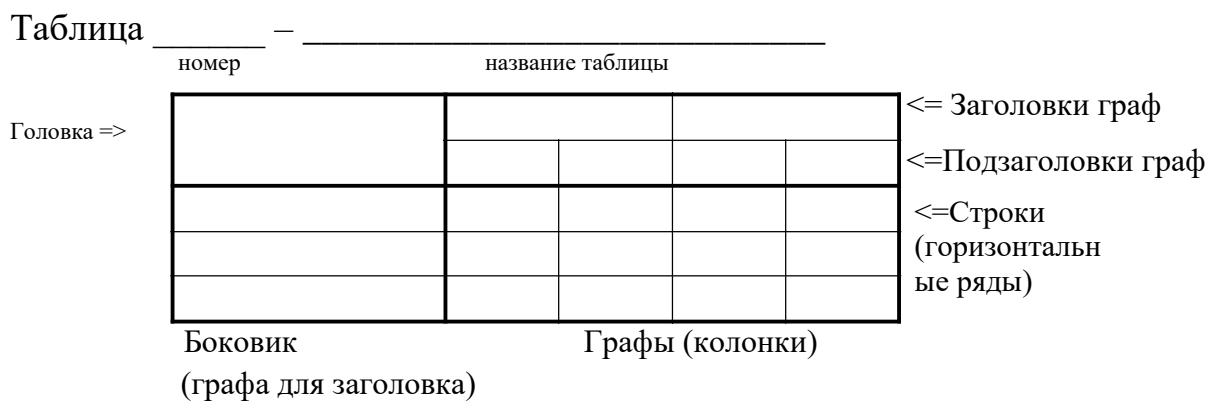 Таблица ______ – ____________________________
номер название таблицы
Головка =>
<= Заголовки граф
<=Подзаголовки граф
<=Строки
(горизонтальн
ые ряды)
Боковик Графы (колонки)
(графа для заголовка)